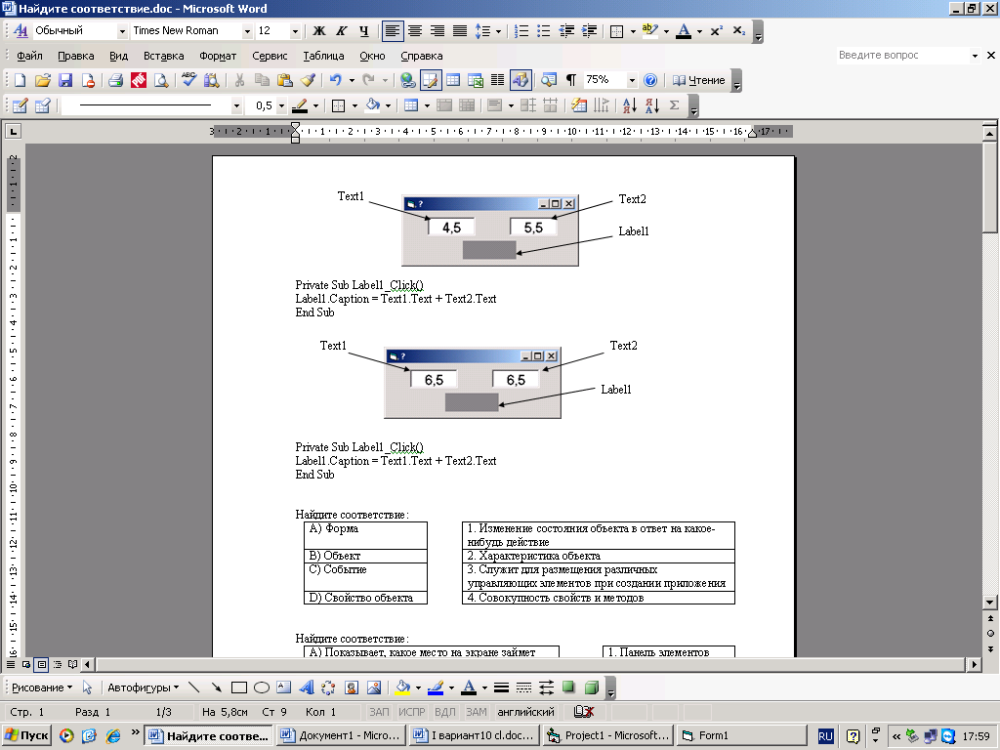 Найдите соответствие.doc - Microsoft Word
Обычный Times New Roman 12 Ж К Ч
Файл Правка Вид Вставка Формат Сервис Таблица Окно Справка Введите вопрос
75% Чтение
0,5
3 2 1 1 2 3 4 5 6 7 8 9 10 11 12 13 14 15 16 17
Text1 ? Text2
4,5 5,5
Label1
Private Sub Label1_Click()
Label1.Caption = Text1.Text + Text2.Text
End Sub
Text1 ? Text2
6,5 6,5
Label1
Private Sub Label1_Click()
Label1.Caption = Text1.Text + Text2.Text
End Sub
Найдите соответствие:
A) Форма 1. Изменение состояния объекта в ответ на какое-
нибудь действие
B) Объект 2. Характеристика объекта
C) Событие 3. Служит для размещения различных
управляющих элементов при создании приложения
D) Свойство объекта 4. Совокупность свойств и методов
Найдите соответствие:
A) Показывает, какое место на экране займет 1. Панель элементов
Рисование Автофигуры
Стр. 1 Разд 1 1/3 На 5,8см Ст 9 Кол 1 ЗАП ИСПР ВДЛ ЗАМ английский
Пуск Найдите соотве... Документ1 - Micro... I вариант10 cl.doc... Project1 - Microsoft... Form1 RU 17:59